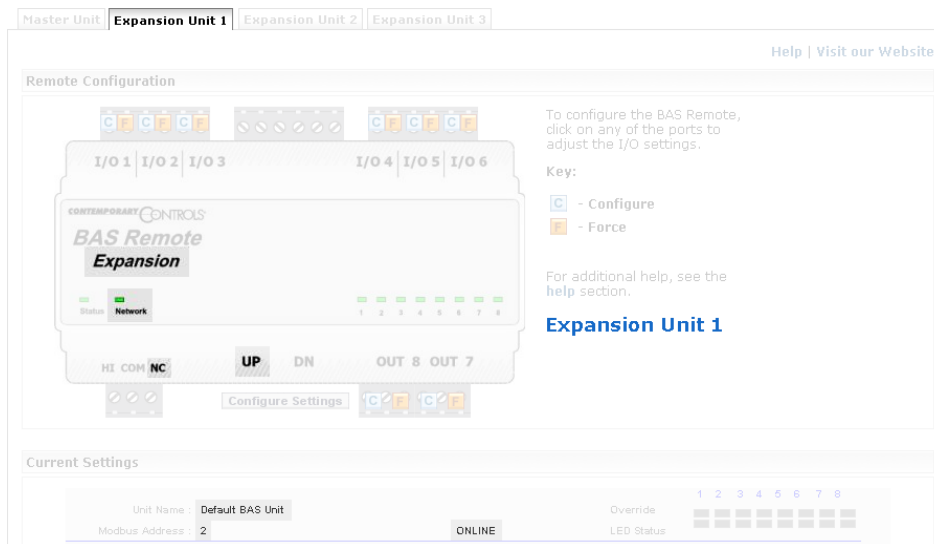 Master Unit Expansion Unit 1 Expansion Unit 2 Expansion Unit 3
Help | Visit our Website
Remote Configuration
C F C F C F C F C F C F
I/O 1 I/O 2 I/O 3 I/O 4 I/O 5 I/O 6
CONTEMPORARY CONTROLS
BAS Remote
Expansion
Status Network
1 2 3 4 5 6 7 8
HI COM NC UP DN OUT 8 OUT 7
Configure Settings C F C F
To configure the BAS Remote,
click on any of the ports to
adjust the I/O settings.
Key:
C - Configure
F - Force
For additional help, see the
help section.
Expansion Unit 1
Current Settings
1 2 3 4 5 6 7 8
Unit Name : Default BAS Unit Override
Modbus Address : 2 ONLINE LED Status